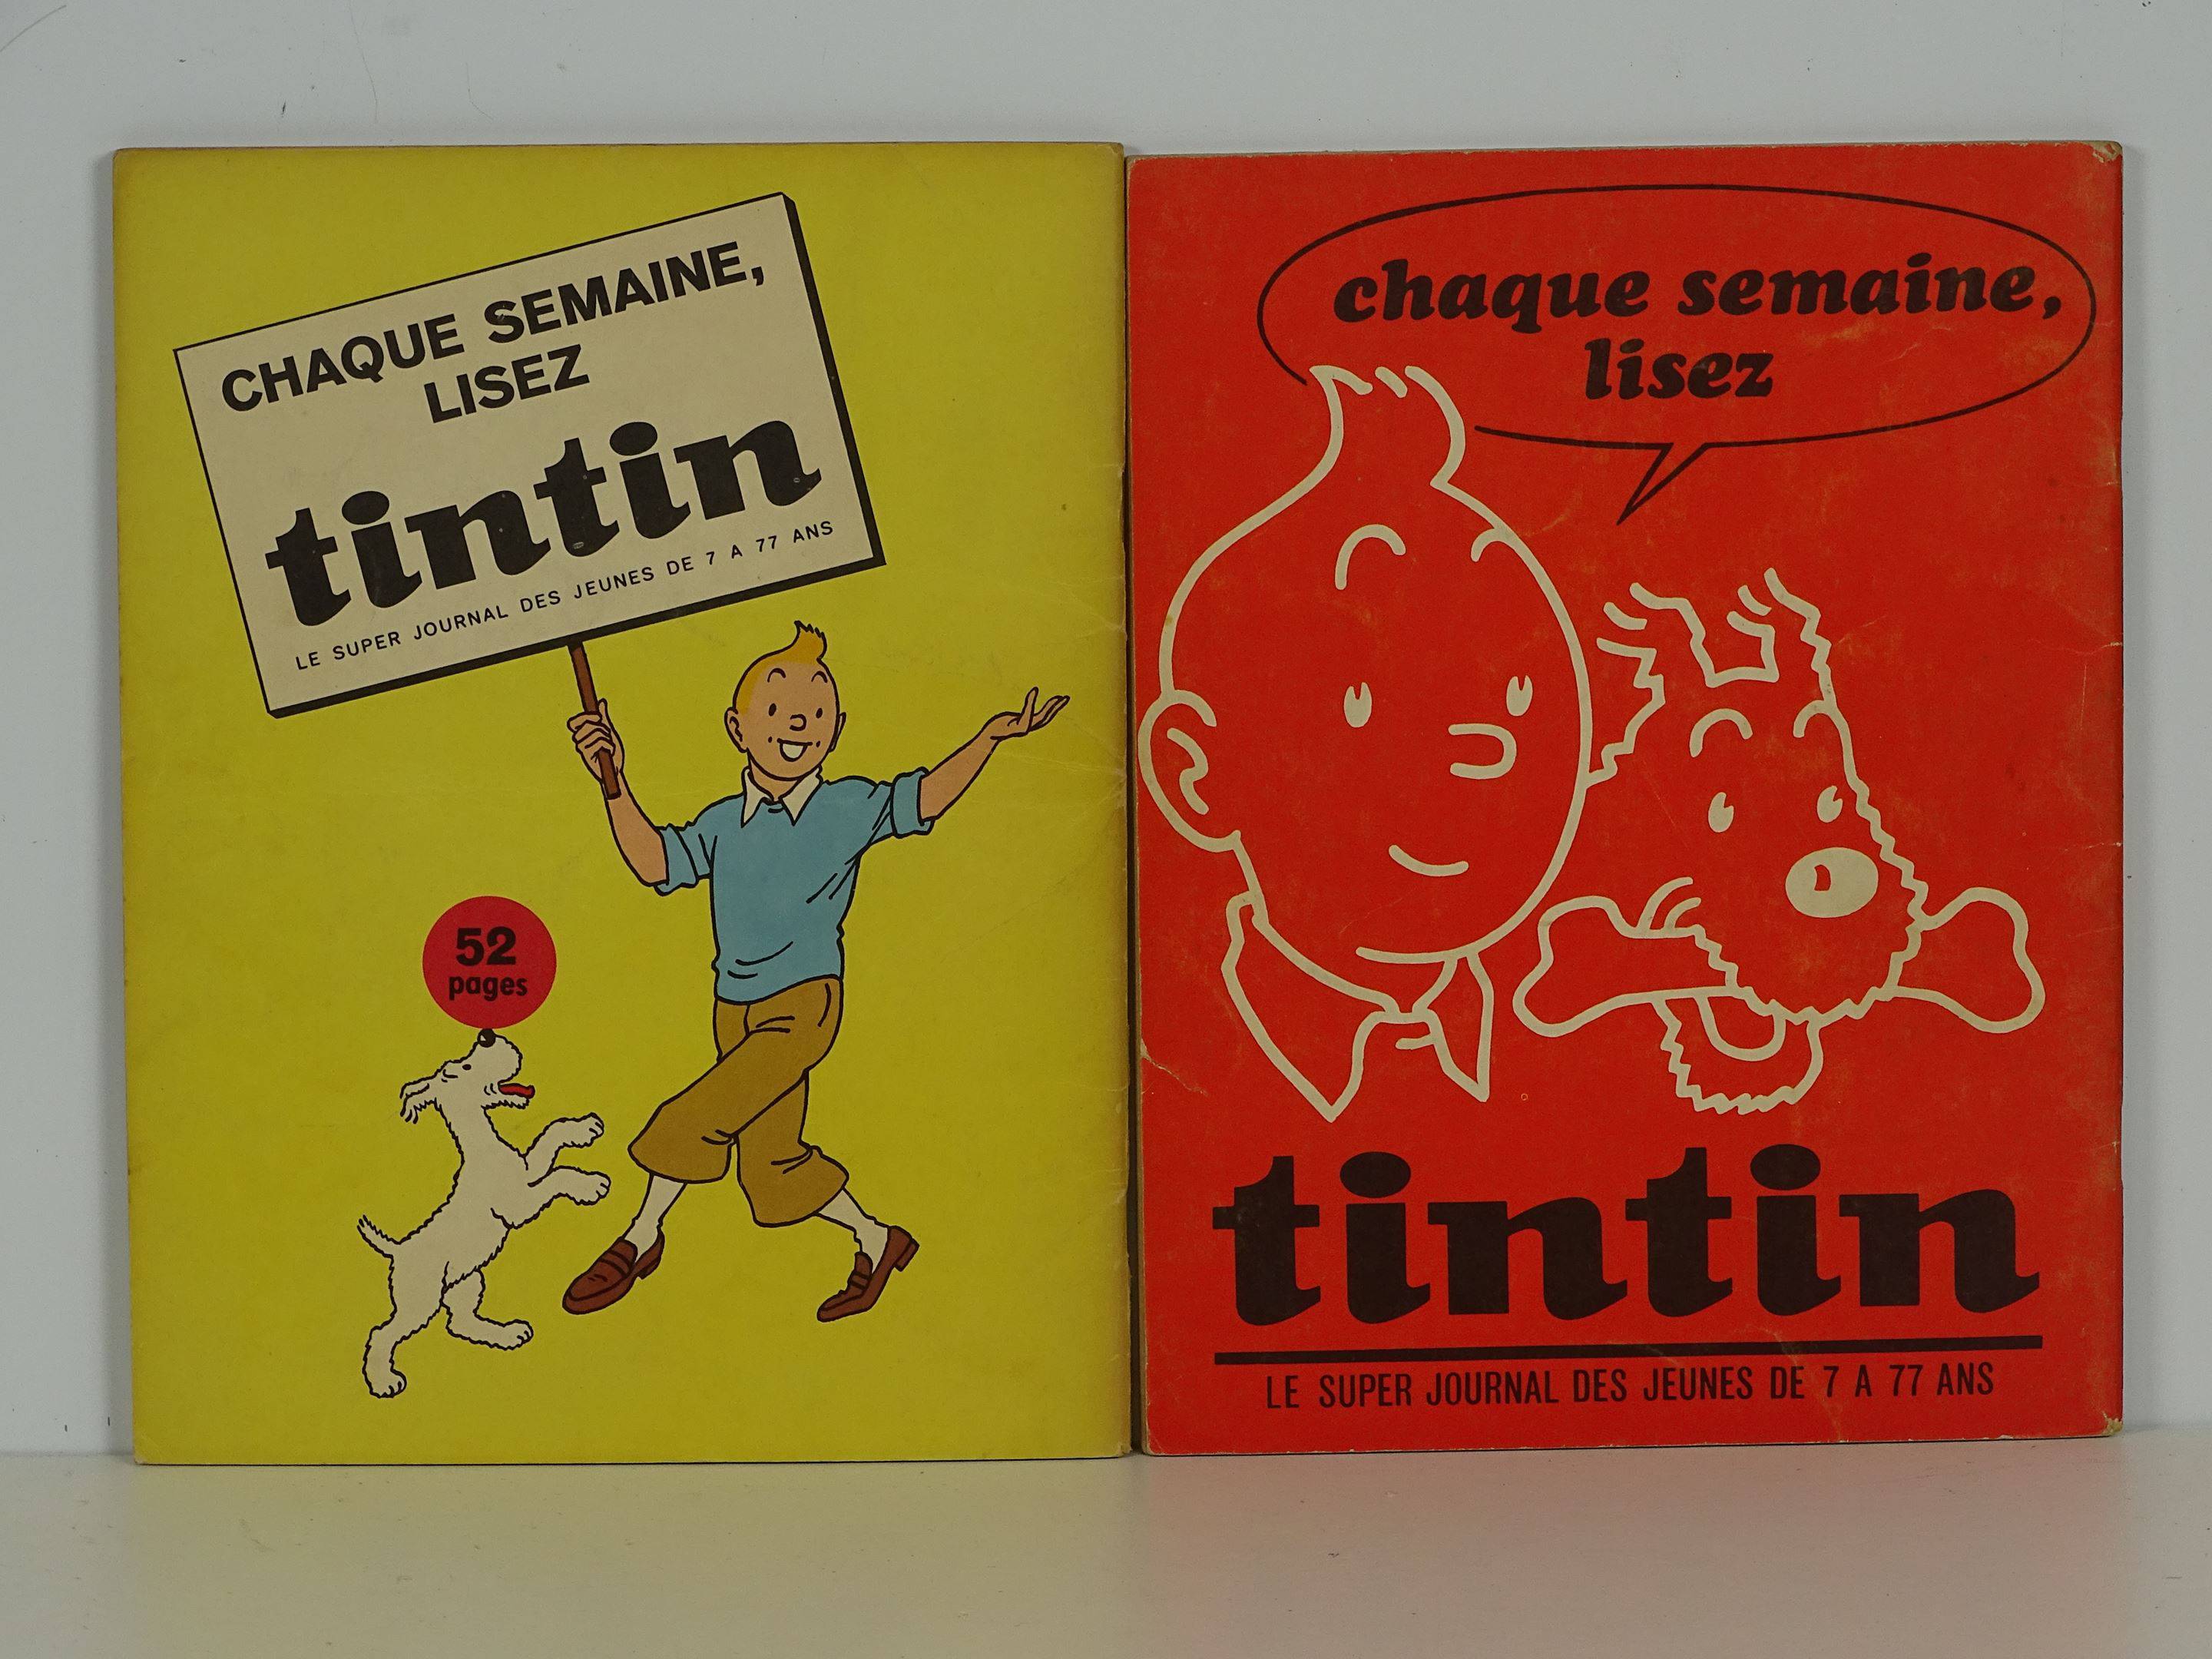 CHAQUE SEMAINE,
LISEZ
tintin
LE SUPER JOURNAL DES JEUNES DE 7 A 77 ANS
52
pages
chaque semaine,
lisez
tintin
LE SUPER JOURNAL DES JEUNES DE 7 A 77 ANS